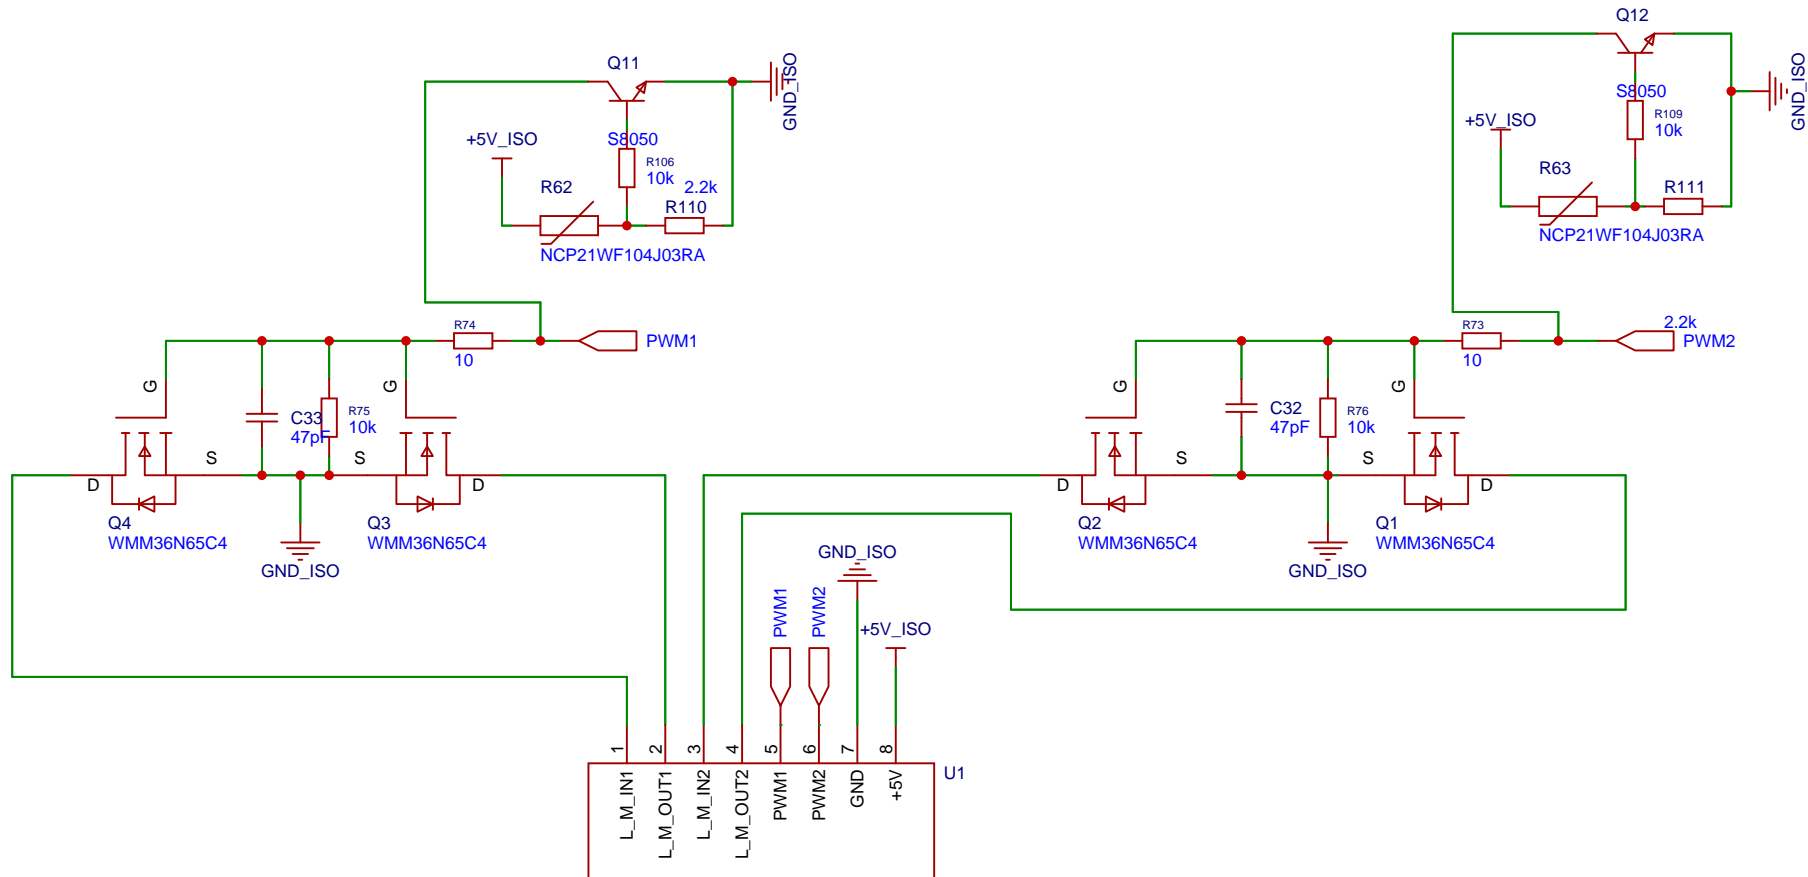 Q12
Q11
GND_ISO
GND_ISO
S8050
+5V_ISO
R109
10k
S8050
+5V_ISO
R106
10k
R62
2.2k
R110
NCP21WF104J03RA
R63
R111
NCP21WF104J03RA
R74
10
PWM1
R73
10
2.2k
PWM2
G
C33
47pF
R75
10k
G
S
S
D
D
Q4
WMM36N65C4
Q3
WMM36N65C4
GND_ISO
G
C32
47pF
R76
10k
G
S
S
D
D
Q2
WMM36N65C4
Q1
WMM36N65C4
GND_ISO
GND_ISO
PWM1
PWM2
+5V_ISO
1
2
3
4
5
6
7
8
U1
L_M_IN1
L_M_OUT1
L_M_IN2
L_M_OUT2
PWM1
PWM2
GND
+5V